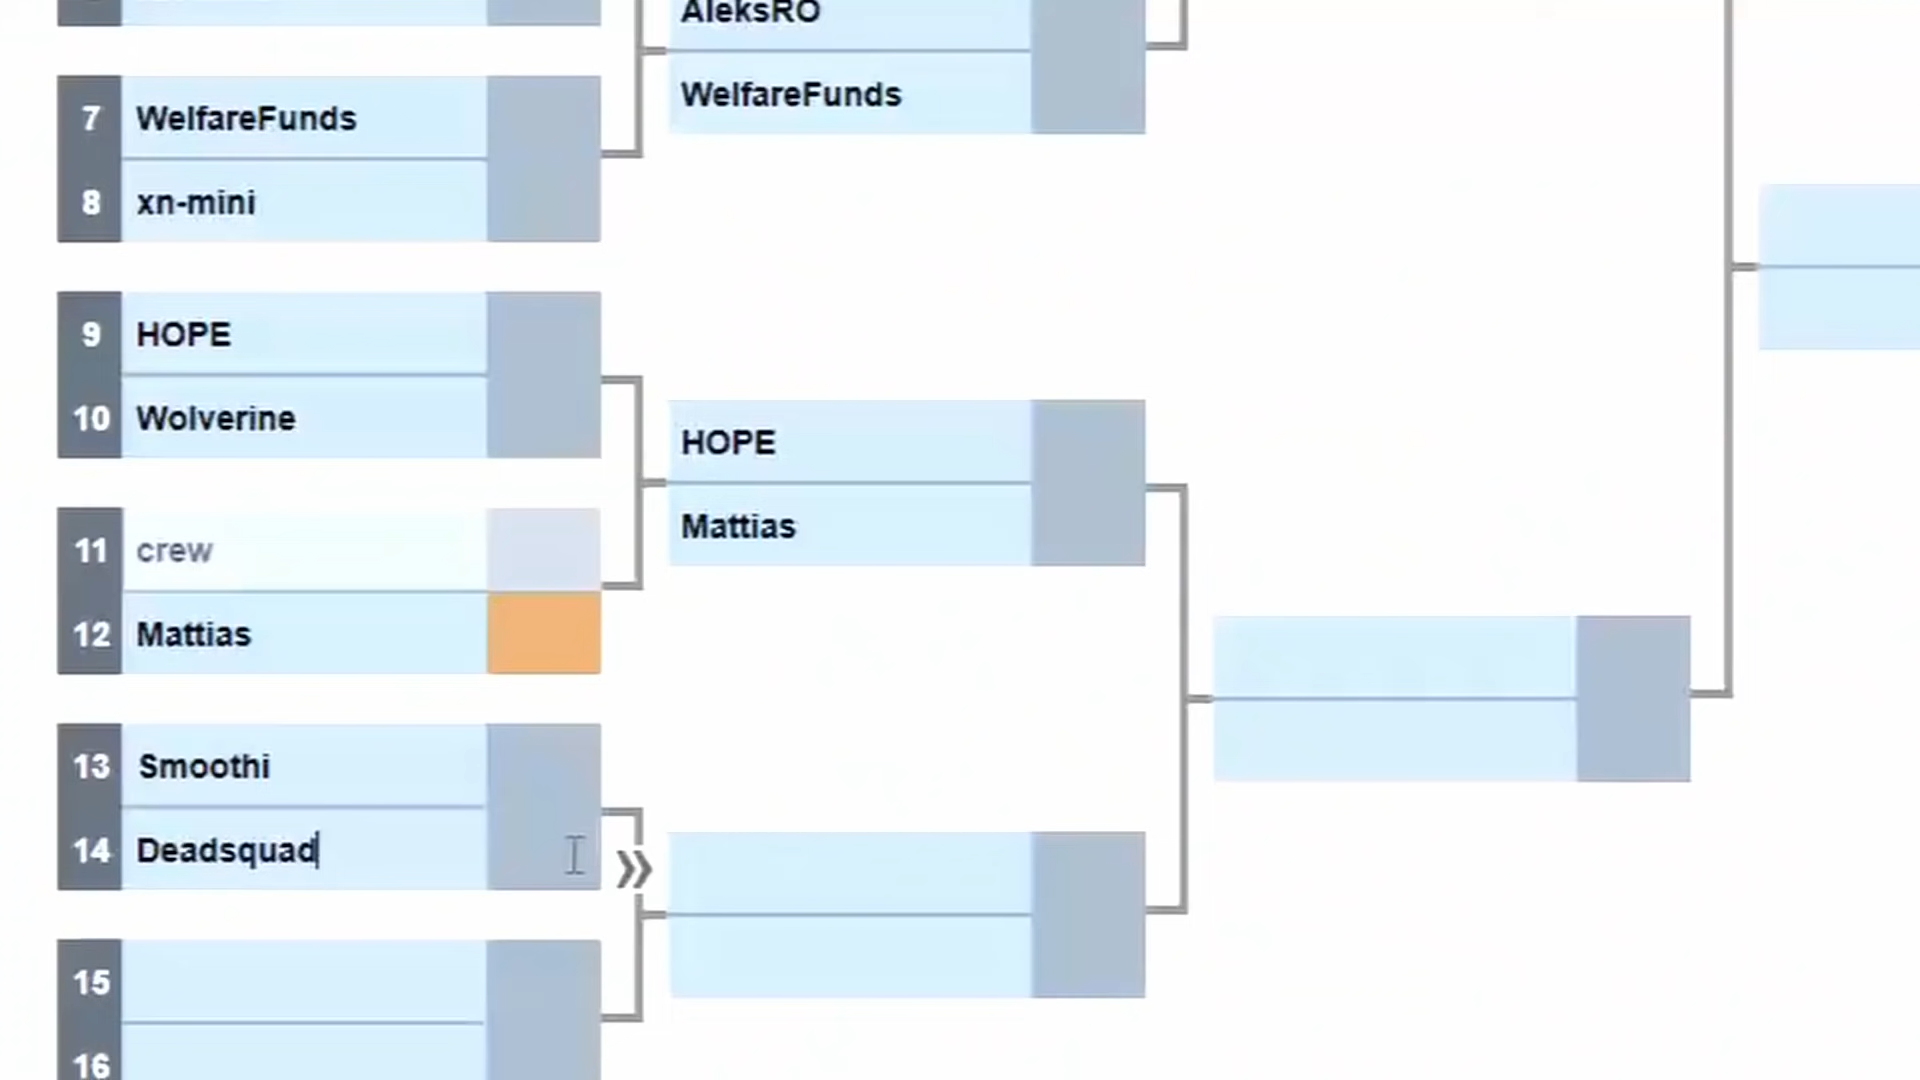 AleksRO
WelfareFunds
7 WelfareFunds
8 xn-mini
9 HOPE
10 Wolverine
HOPE
Mattias
11 crew
12 Mattias
13 Smoothi
14 Deadsquad
15
16